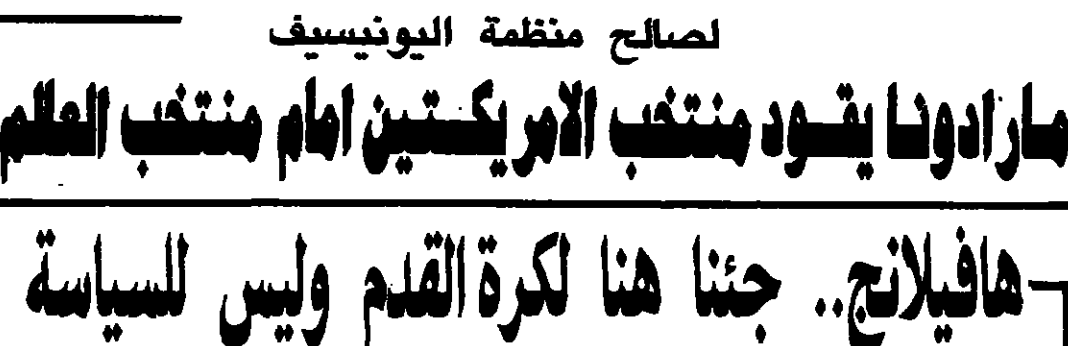 لصالح منظمة اليونيسيف
مارادونا يقود منتخب الامريكتين امام منتخب العالم
هافيلانج.. جئنا هنا لكرة القدم وليس للسياسة